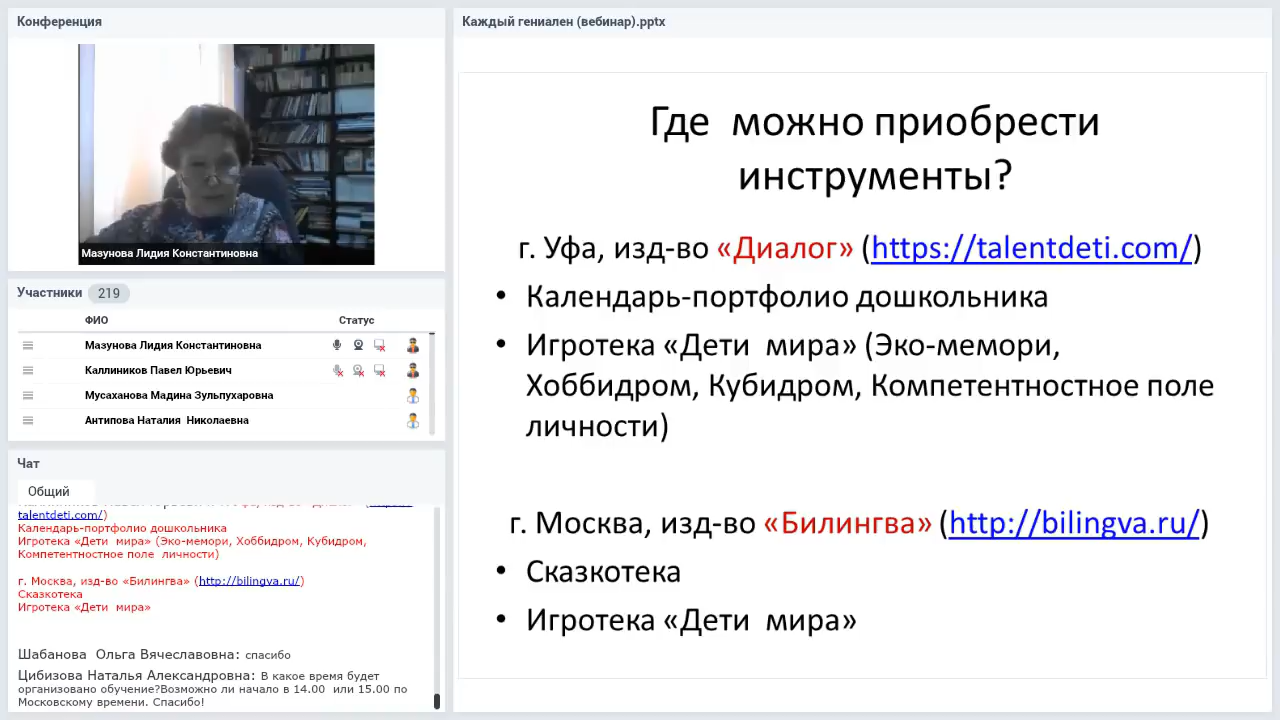 Конференция
Мазунова Лидия Константиновна
Участники 219
ФИО Статус
Мазунова Лидия Константиновна
Каллиников Павел Юрьевич
Мусаханова Мадина Зульпухаровна
Антипова Наталия Николаевна
Чат
Общий
talentdeti.com/)
Календарь-портфолио дошкольника
Игротека «Дети мира» (Эко-мемори, Хоббидром, Кубидром,
Компетентностное поле личности)
г. Москва, изд-во «Билингва» (http://bilingva.ru/)
Сказкотека
Игротека «Дети мира»
Шабанова Ольга Вячеславовна: спасибо
Цибизова Наталья Александровна: В какое время будет
организовано обучение?Возможно ли начало в 14.00 или 15.00 по
Московскому времени. Спасибо!
Каждый гениален (вебинар).pptx
Где можно приобрести
инструменты?
г. Уфа, изд-во «Диалог» (https://talentdeti.com/)
• Календарь-портфолио дошкольника
• Игротека «Дети мира» (Эко-мемори,
Хоббидром, Кубидром, Компетентностное поле
личности)
г. Москва, изд-во «Билингва» (http://bilingva.ru/)
• Сказкотека
• Игротека «Дети мира»